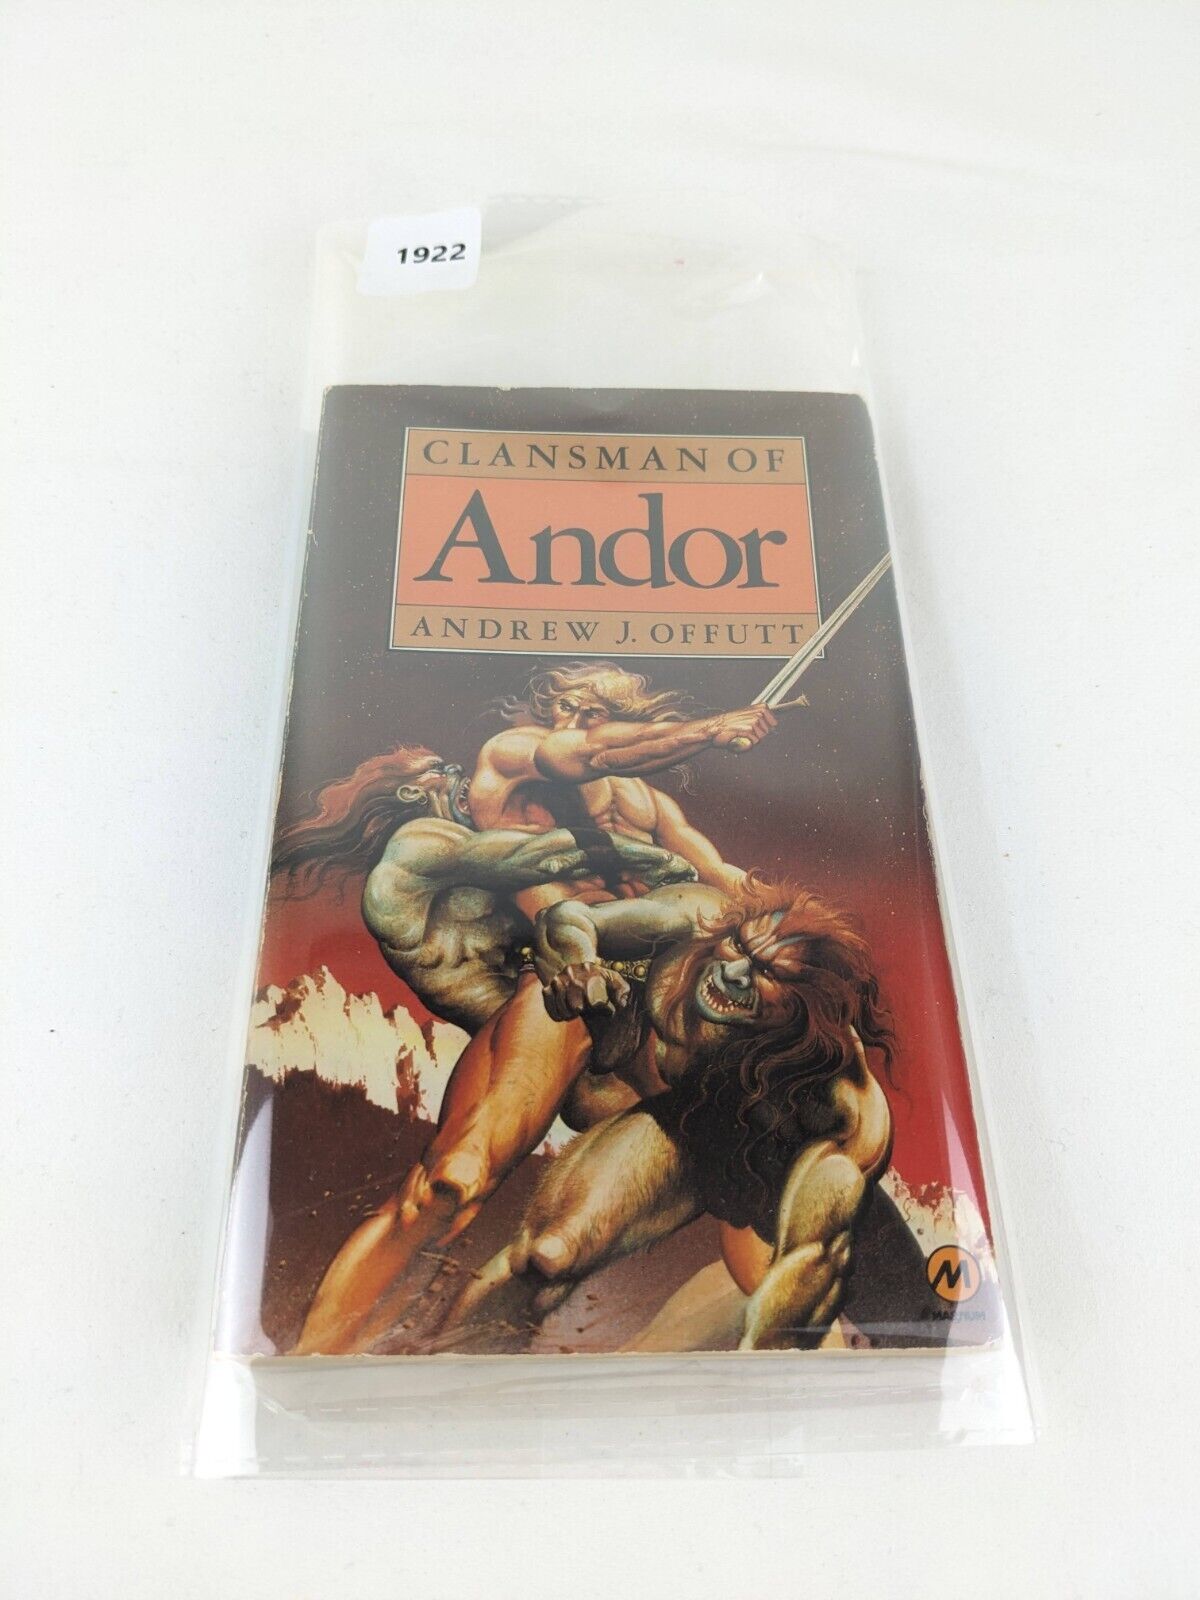 1922
CLANSMAN OF
Andor
ANDREW J. OFFUTT
M